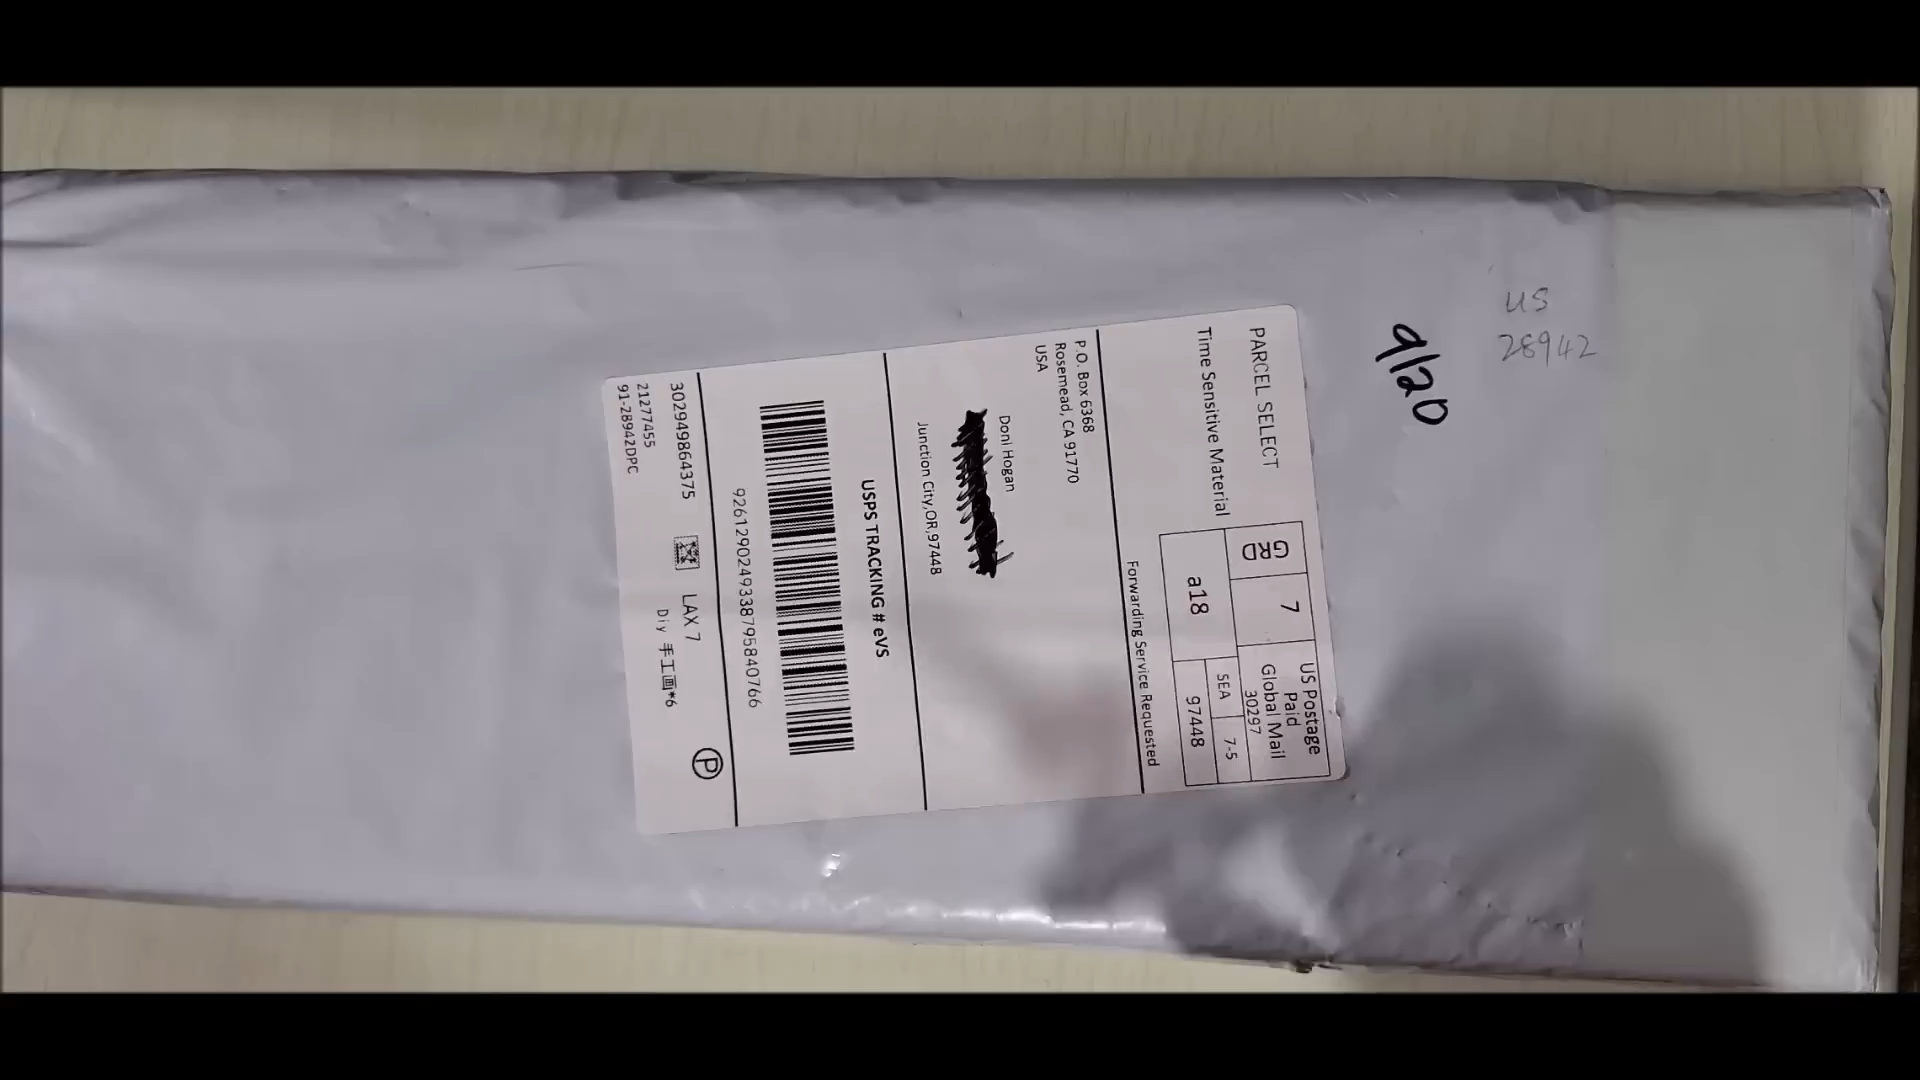 US
28942
9/20
PARCEL SELECT
Time Sensitive Material
GRD
7
US Postage
Paid
Global Mail
30297
a18
SEA
7-5
97448
P.O. Box 6368
Rosemead, CA 91770
USA
Forwarding Service Requested
Doni Hogan
Junction City,OR,97448
USPS TRACKING # eVS
9261290249338795840766
302949864375
LAX 7
21277455
Diy 手工画*6
91-28942DPC
P